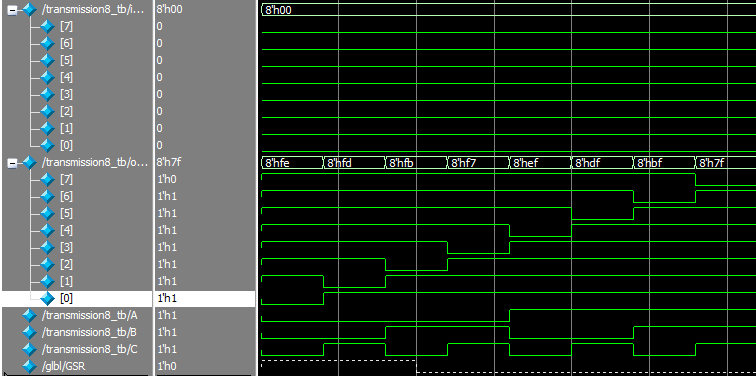 /transmission8_tb/i... 8'h00 8'h00
[7] 0
[6] 0
[5] 0
[4] 0
[3] 0
[2] 0
[1] 0
[0] 0
/transmission8_tb/o... 8'h7f 8'hfe 8'hfd 8'hfb 8'hf7 8'hef 8'hdf 8'hbf 8'h7f
[7] 1'h0
[6] 1'h1
[5] 1'h1
[4] 1'h1
[3] 1'h1
[2] 1'h1
[1] 1'h1
[0] 1'h1
/transmission8_tb/A 1'h1
/transmission8_tb/B 1'h1
/transmission8_tb/C 1'h1
/glbl/GSR 1'h0